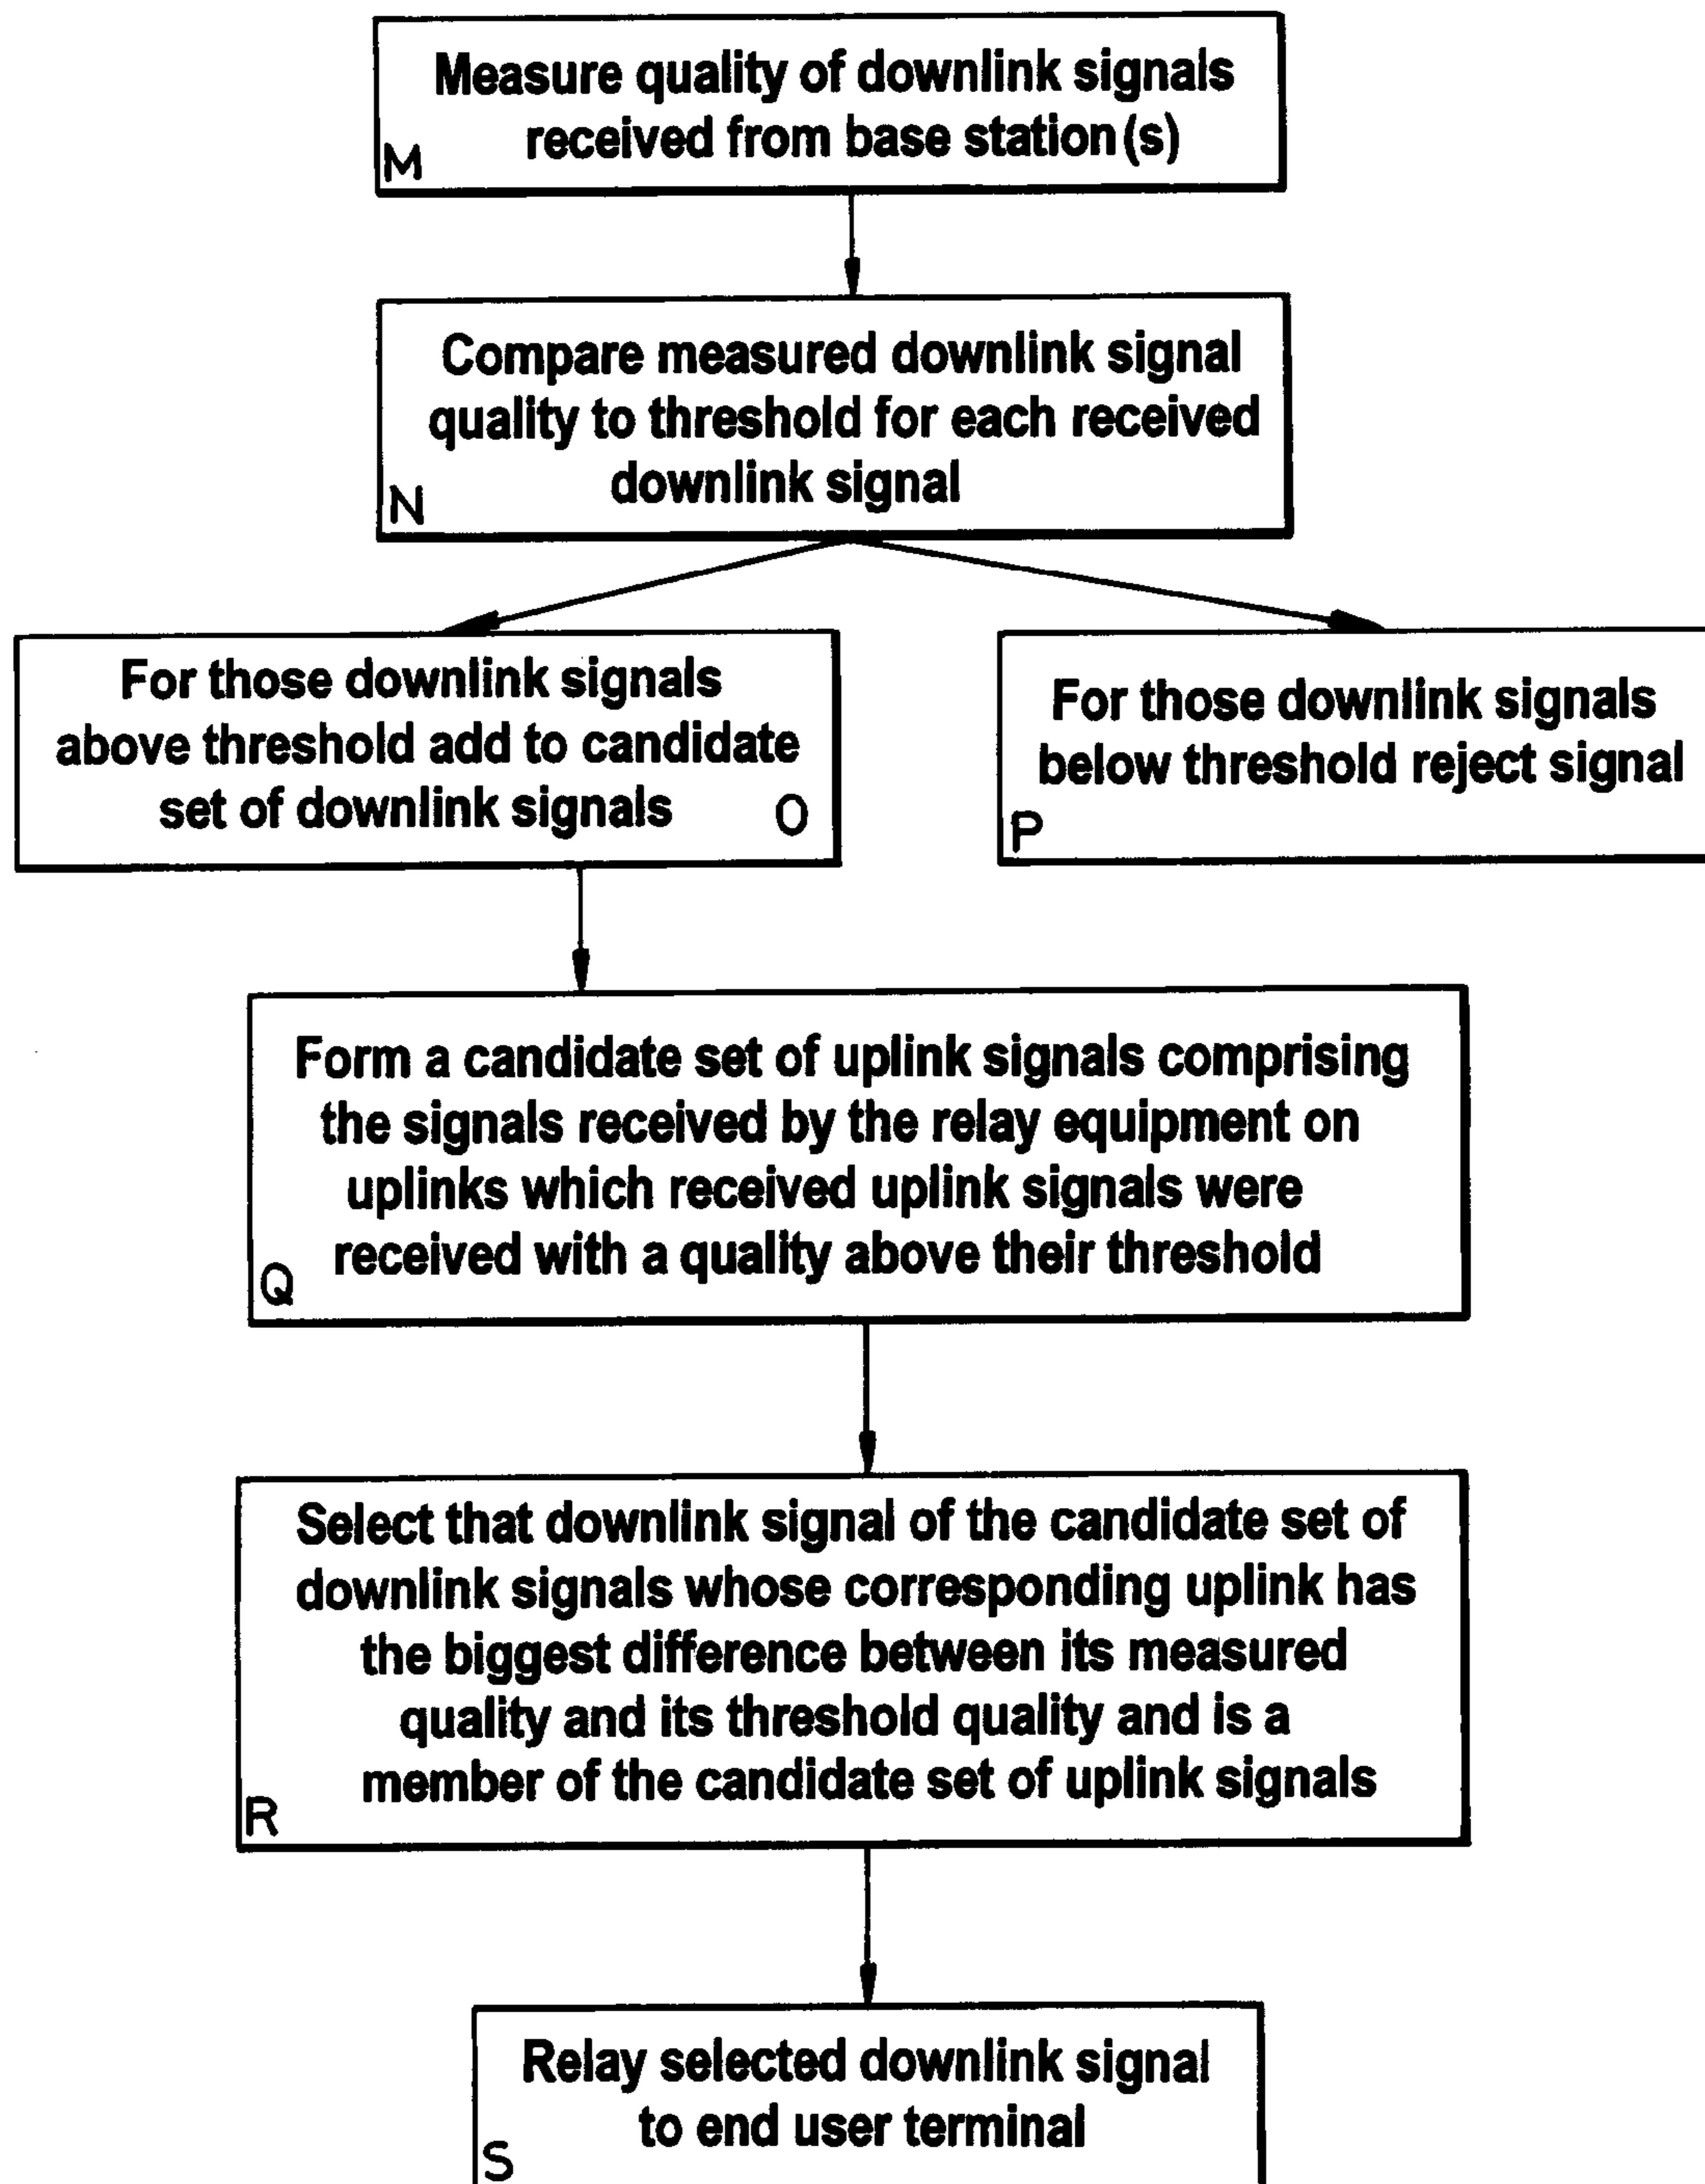 Measure quality of downlink signals
received from base station(s)
M
Compare measured downlink signal
quality to threshold for each received
downlink signal
N
For those downlink signals
above threshold add to candidate
set of downlink signals
O
For those downlink signals
below threshold reject signal
P
Form a candidate set of uplink signals comprising
the signals received by the relay equipment on
uplinks which received uplink signals were
received with a quality above their threshold
Q
Select that downlink signal of the candidate set of
downlink signals whose corresponding uplink has
the biggest difference between its measured
quality and its threshold quality and is a
member of the candidate set of uplink signals
R
Relay selected downlink signal
to end user terminal
S